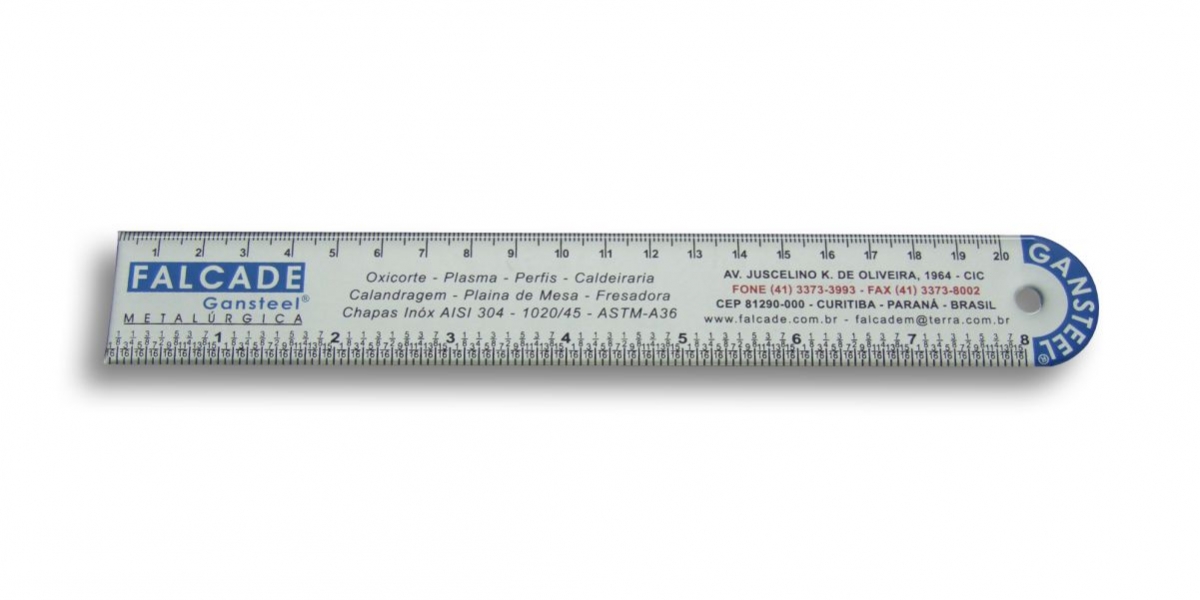 1 2 3 4 5 6 7 8 9 10 11 12 13 14 15 16 17 18 19 20
FALCADE
Gansteel®
METALÚRGICA
Oxicorte - Plasma - Perfis - Caldeiraria
Calandragem - Plaina de Mesa - Fresadora
Chapas Inóx AISI 304 - 1020/45 - ASTM-A36
AV. JUSCELINO K. DE OLIVEIRA, 1964 - CIC
FONE (41) 3373-3993 - FAX (41) 3373-8002
CEP 81290-000 - CURITIBA - PARANÁ - BRASIL
www.falcade.com.br - falcadem@terra.com.br
GANSTEEL®
1 2 3 4 5 6 7 8